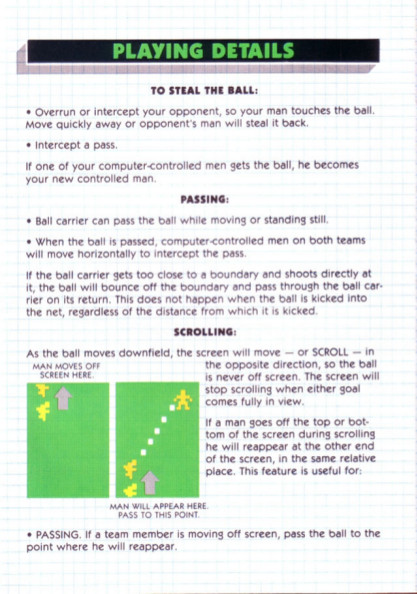 PLAYING DETAILS
TO STEAL THE BALL:
• Overrun or intercept your opponent, so your man touches the ball.
Move quickly away or opponent's man will steal it back.
• Intercept a pass.
If one of your computer-controlled men gets the ball, he becomes
your new controlled man.
PASSING:
• Ball carrier can pass the ball while moving or standing still.
• When the ball is passed, computer-controlled men on both teams
will move horizontally to intercept the pass.
If the ball carrier gets too close to a boundary and shoots directly at
it, the ball will bounce off the boundary and pass through the ball car-
rier on its return. This does not happen when the ball is kicked into
the net, regardless of the distance from which it is kicked.
SCROLLING:
As the ball moves downfield, the screen will move — or SCROLL — in
the opposite direction, so the ball
is never off screen. The screen will
stop scrolling when either goal
comes fully in view.
If a man goes off the top or bot-
tom of the screen during scrolling
he will reappear at the other end
of the screen, in the same relative
place. This feature is useful for:
MAN MOVES OFF
SCREEN HERE.
MAN WILL APPEAR HERE.
PASS TO THIS POINT.
• PASSING. If a team member is moving off screen, pass the ball to the
point where he will reappear.